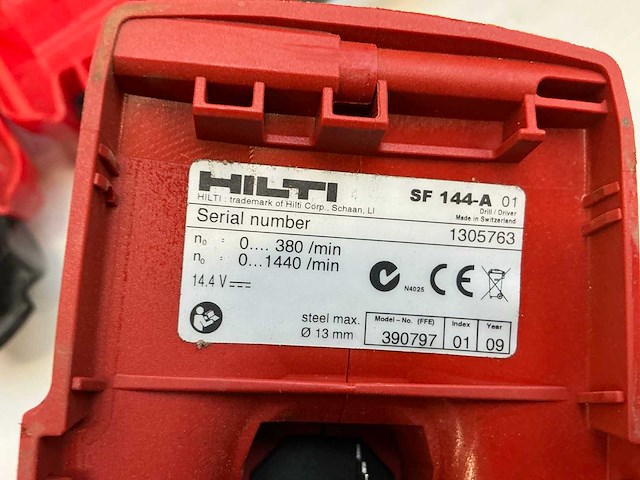 HILTI SF 144-A 01
HILTI : trademark of Hilti Corp., Schaan, LI Drill / Driver
Made in Switzerland
Serial number 1305763
n₀ : 0.... 380 /min
n₀ : 0...1440 /min
14.4 V
N4025
CE
steel max. Model-No. (FFE) Index Year
Ø 13 mm 390797 01 09